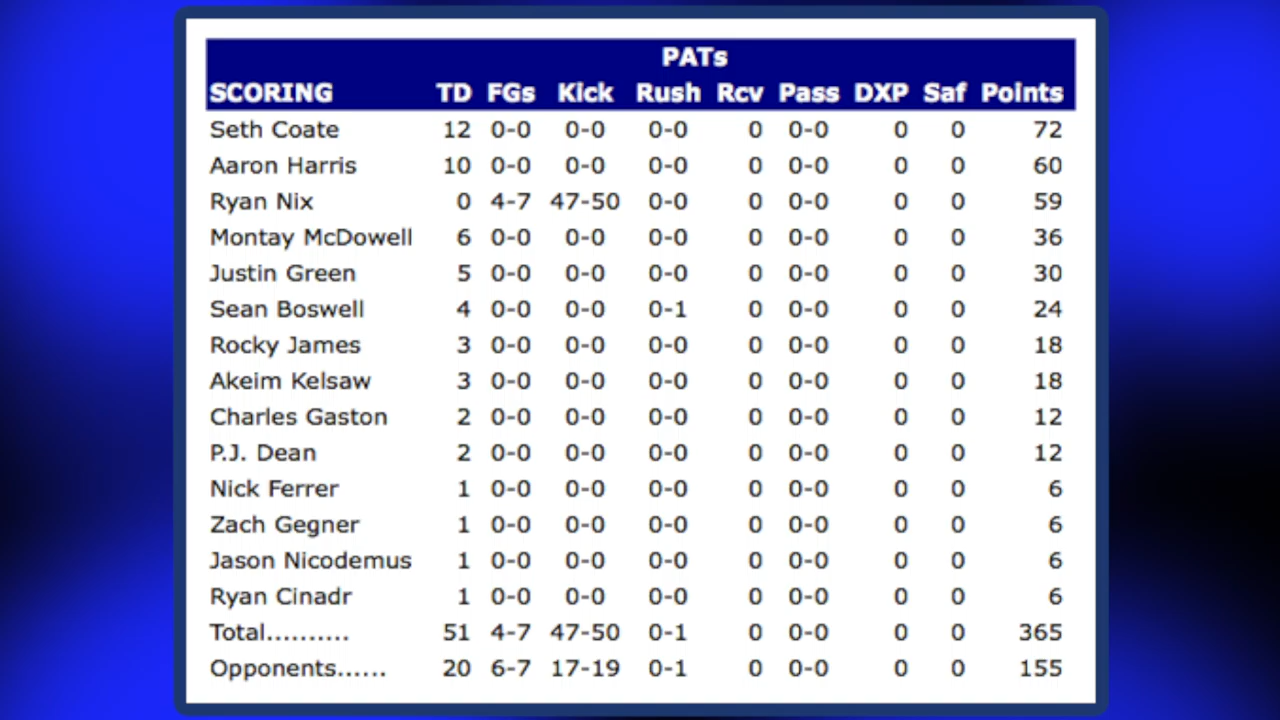 PATs
SCORING TD FGs Kick Rush Rcv Pass DXP Saf Points
Seth Coate 12 0-0 0-0 0-0 0 0-0 0 0 72
Aaron Harris 10 0-0 0-0 0-0 0 0-0 0 0 60
Ryan Nix 0 4-7 47-50 0-0 0 0-0 0 0 59
Montay McDowell 6 0-0 0-0 0-0 0 0-0 0 0 36
Justin Green 5 0-0 0-0 0-0 0 0-0 0 0 30
Sean Boswell 4 0-0 0-0 0-1 0 0-0 0 0 24
Rocky James 3 0-0 0-0 0-0 0 0-0 0 0 18
Akeim Kelsaw 3 0-0 0-0 0-0 0 0-0 0 0 18
Charles Gaston 2 0-0 0-0 0-0 0 0-0 0 0 12
P.J. Dean 2 0-0 0-0 0-0 0 0-0 0 0 12
Nick Ferrer 1 0-0 0-0 0-0 0 0-0 0 0 6
Zach Gegner 1 0-0 0-0 0-0 0 0-0 0 0 6
Jason Nicodemus 1 0-0 0-0 0-0 0 0-0 0 0 6
Ryan Cinadr 1 0-0 0-0 0-0 0 0-0 0 0 6
Total.......... 51 4-7 47-50 0-1 0 0-0 0 0 365
Opponents...... 20 6-7 17-19 0-1 0 0-0 0 0 155